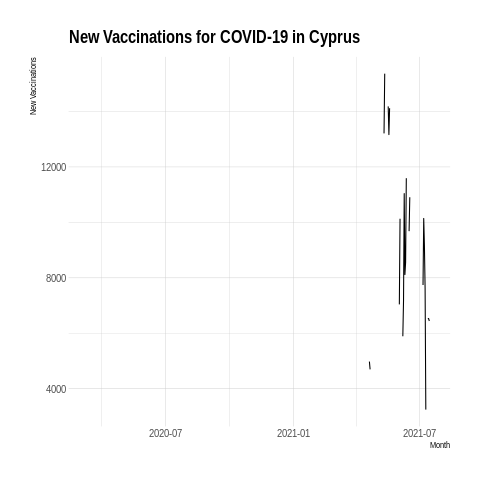 New Vaccinations for COVID-19 in Cyprus
New Vaccinations
12000
8000
4000
2020-07
2021-01
2021-07
Month